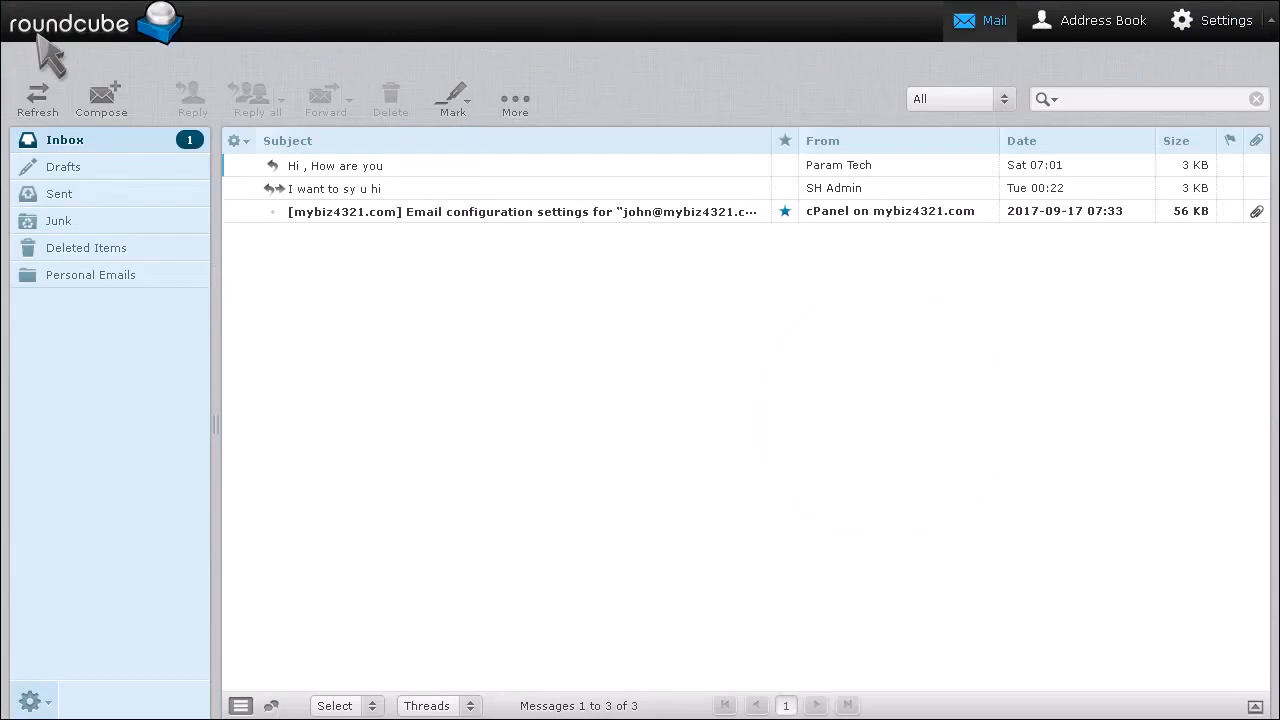 roundcube
Mail
Address Book
Settings
Refresh
Compose
Reply
Reply all
Forward
Delete
Mark
More
All
Inbox
1
Drafts
Sent
Junk
Deleted Items
Personal Emails
Subject From Date Size
Hi , How are you Param Tech Sat 07:01 3 KB
I want to sy u hi SH Admin Tue 00:22 3 KB
[mybiz4321.com] Email configuration settings for “john@mybiz4321.c··· cPanel on mybiz4321.com 2017-09-17 07:33 56 KB
Select
Threads
Messages 1 to 3 of 3
1